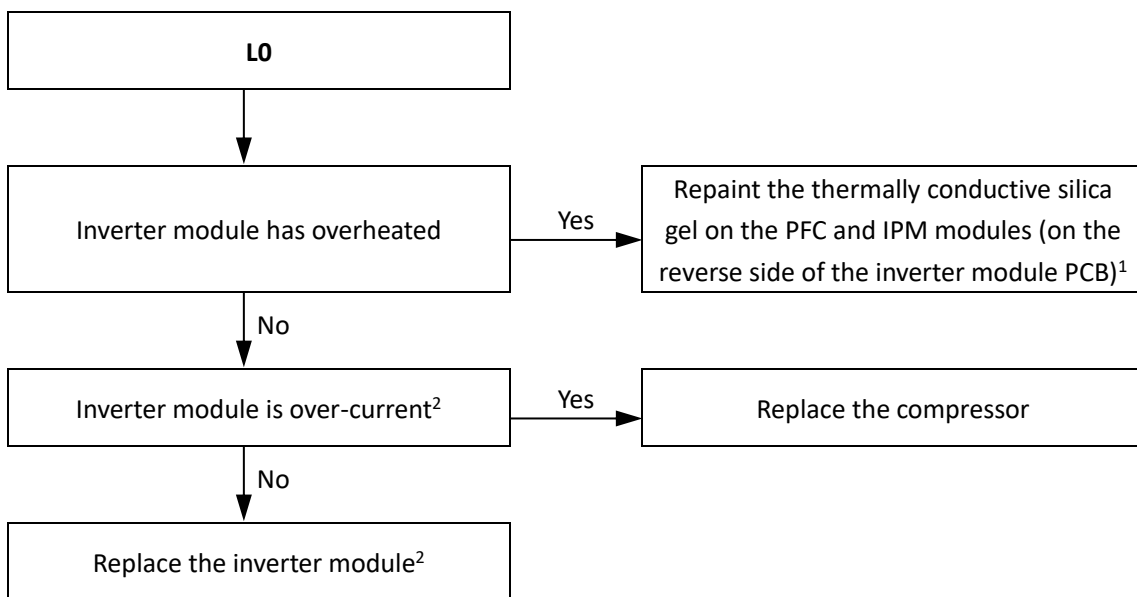 L0
Inverter module has overheated
Yes
Repaint the thermally conductive silica
gel on the PFC and IPM modules (on the
reverse side of the inverter module PCB)¹
No
Inverter module is over-current²
Yes
Replace the compressor
No
Replace the inverter module²